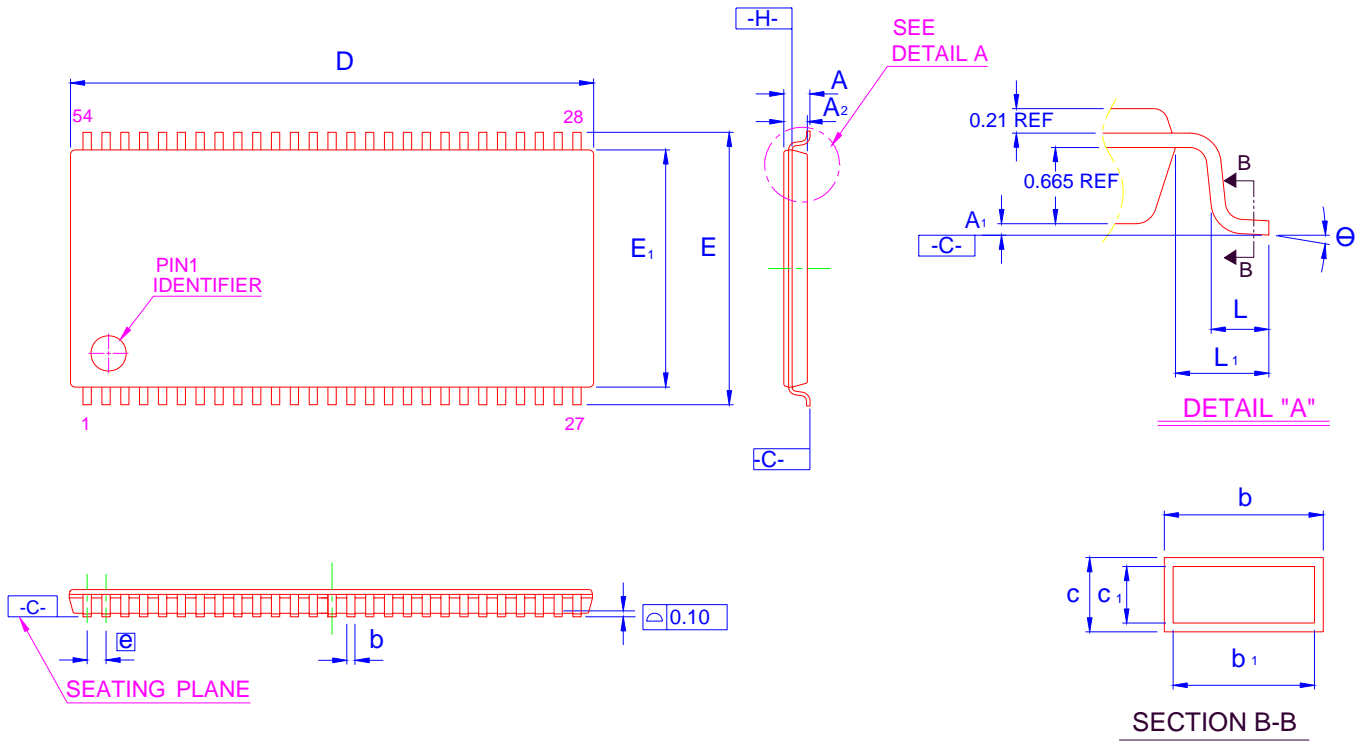 -H-
SEE
DETAIL A
D
A
A2
54
28
0.21 REF
B
0.665 REF
A1
-C-
Θ
B
E1
E
PIN1
IDENTIFIER
L
L1
1
27
DETAIL "A"
-C-
b
c
c1
-C-
0.10
e
b
b1
SEATING PLANE
SECTION B-B